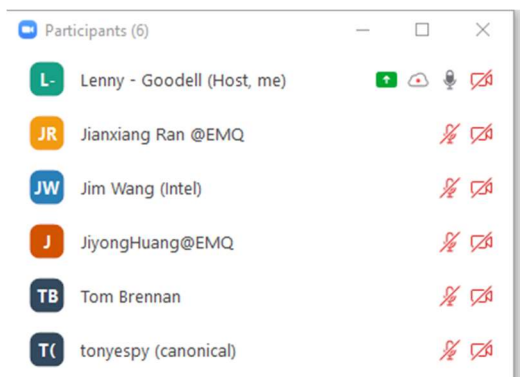 Participants (6)
L- Lenny - Goodell (Host, me)
JR Jianxiang Ran @EMQ
JW Jim Wang (Intel)
J JiyongHuang@EMQ
TB Tom Brennan
T( tonyespy (canonical)